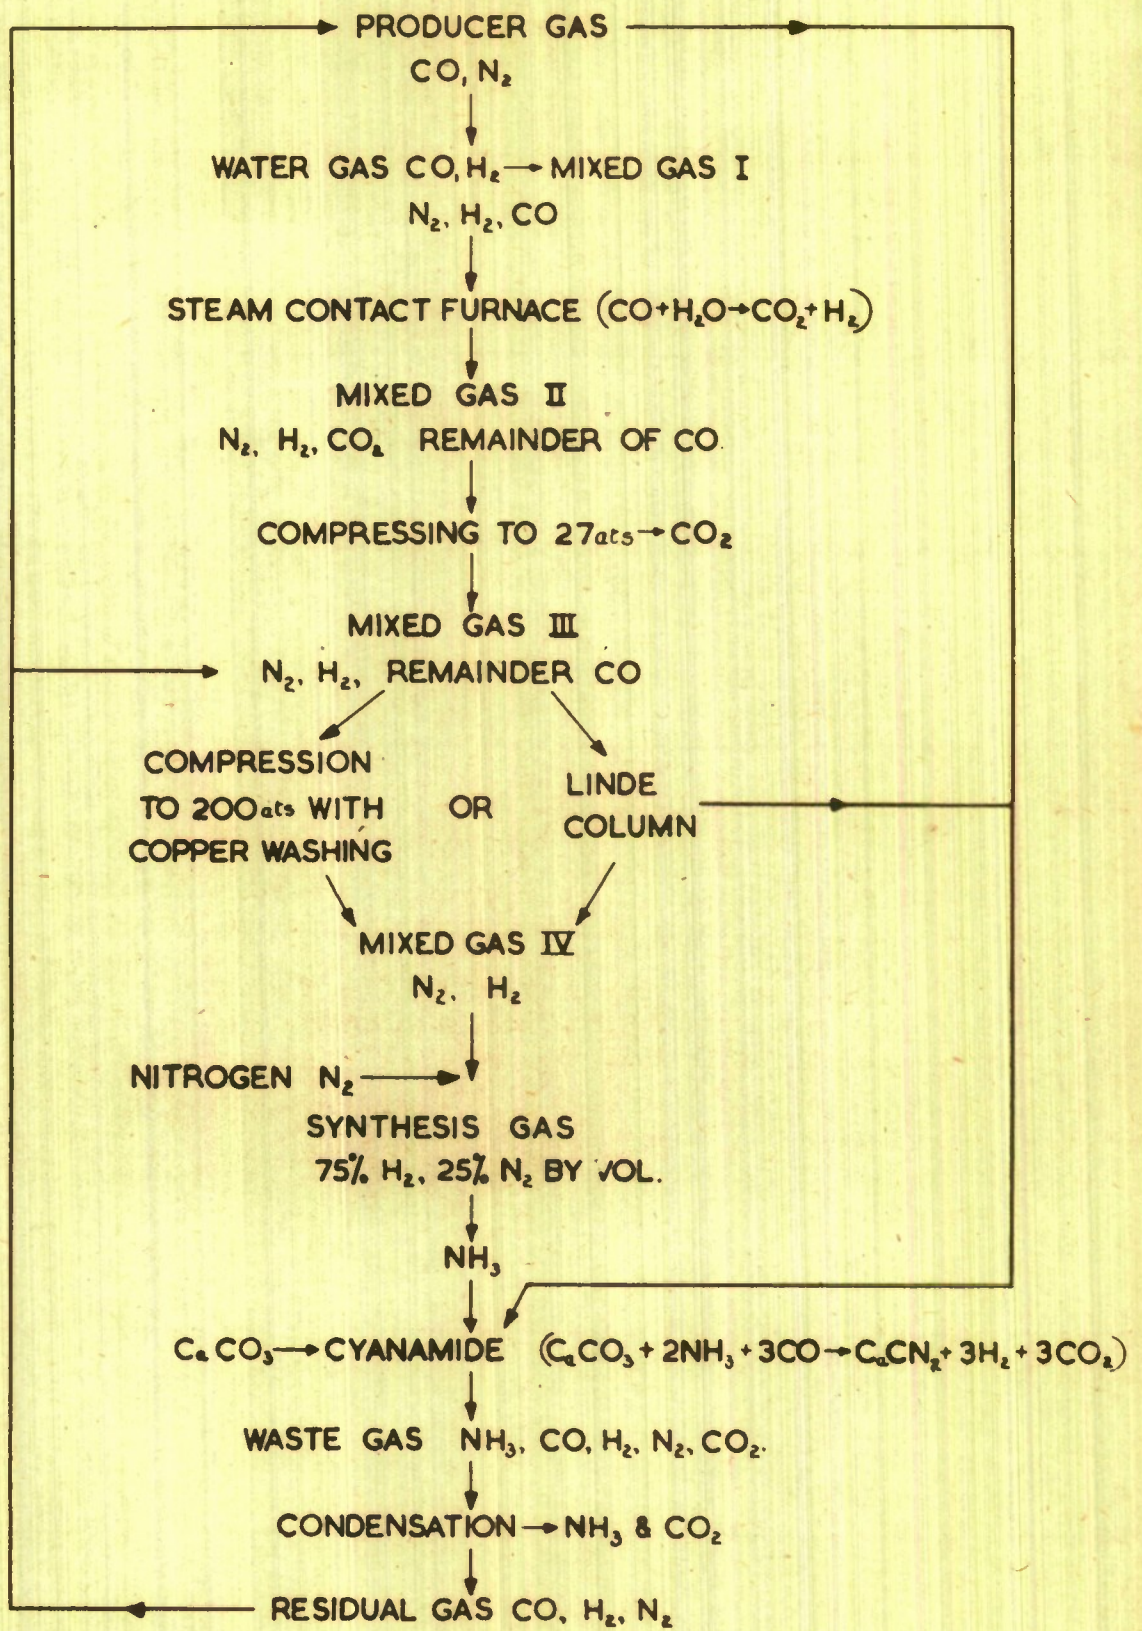 PRODUCER GAS
CO, N₂
WATER GAS CO, H₂ → MIXED GAS I
N₂, H₂, CO
STEAM CONTACT FURNACE (CO + H₂O → CO₂ + H₂)
MIXED GAS II
N₂, H₂, CO₂ REMAINDER OF CO.
COMPRESSING TO 27 ats → CO₂
MIXED GAS III
N₂, H₂, REMAINDER CO
COMPRESSION
TO 200 ats WITH
COPPER WASHING
OR
LINDE
COLUMN
MIXED GAS IV
N₂, H₂
NITROGEN N₂ →
SYNTHESIS GAS
75% H₂, 25% N₂ BY VOL.
NH₃
CaCO₃ → CYANAMIDE (CaCO₃ + 2NH₃ + 3CO → CaCN₂ + 3H₂ + 3CO₂)
WASTE GAS NH₃, CO, H₂, N₂, CO₂.
CONDENSATION → NH₃ & CO₂
RESIDUAL GAS CO, H₂, N₂